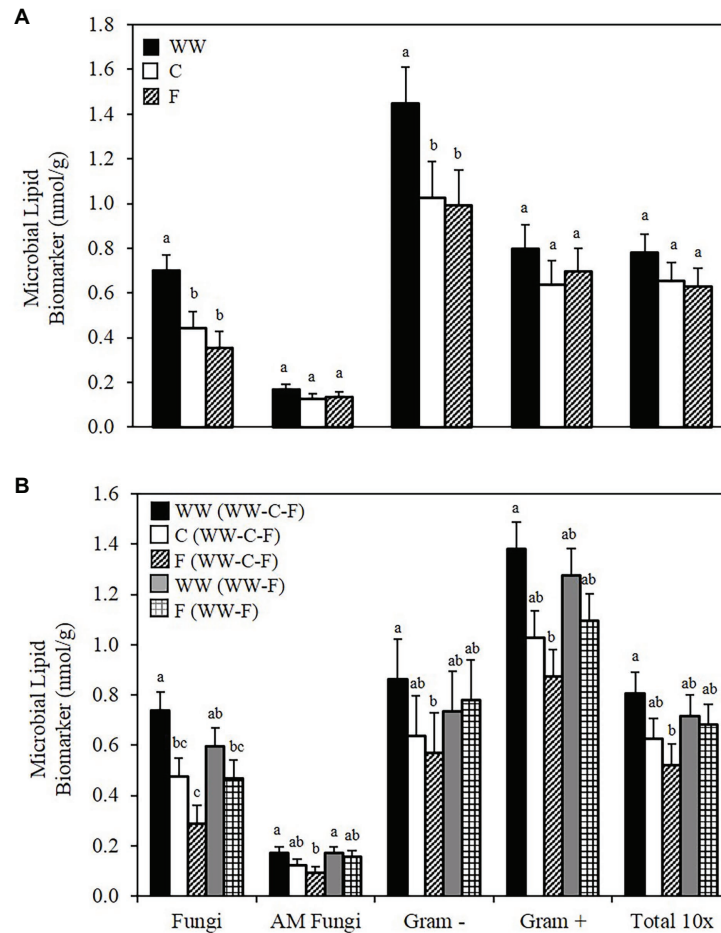 A
1.8
1.6
1.4
1.2
1.0
0.8
0.6
0.4
0.2
0.0
Microbial Lipid
Biomarker (nmol/g)
WW
C
F
a
b
b
a
a
a
a
b
b
a
a
a
a
a
a
B
1.6
1.4
1.2
1.0
0.8
0.6
0.4
0.2
0.0
Microbial Lipid
Biomarker (nmol/g)
WW (WW-C-F)
C (WW-C-F)
F (WW-C-F)
WW (WW-F)
F (WW-F)
a
bc
c
ab
bc
a
ab
b
a
ab
a
ab
b
ab
ab
a
ab
b
ab
ab
a
ab
b
ab
ab
Fungi
AM Fungi
Gram -
Gram +
Total 10x